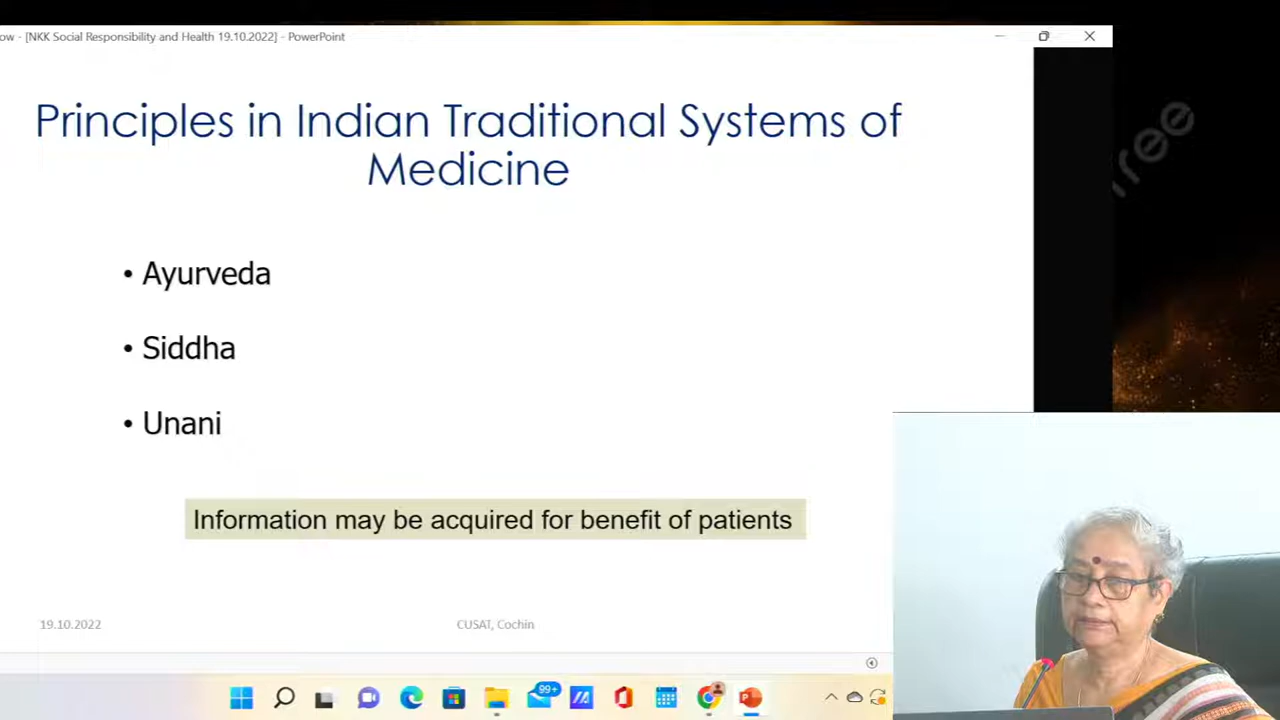 ow - [NKK Social Responsibility and Health 19.10.2022] - PowerPoint
Principles in Indian Traditional Systems of
Medicine
• Ayurveda
• Siddha
• Unani
Information may be acquired for benefit of patients
19.10.2022
CUSAT, Cochin
99+